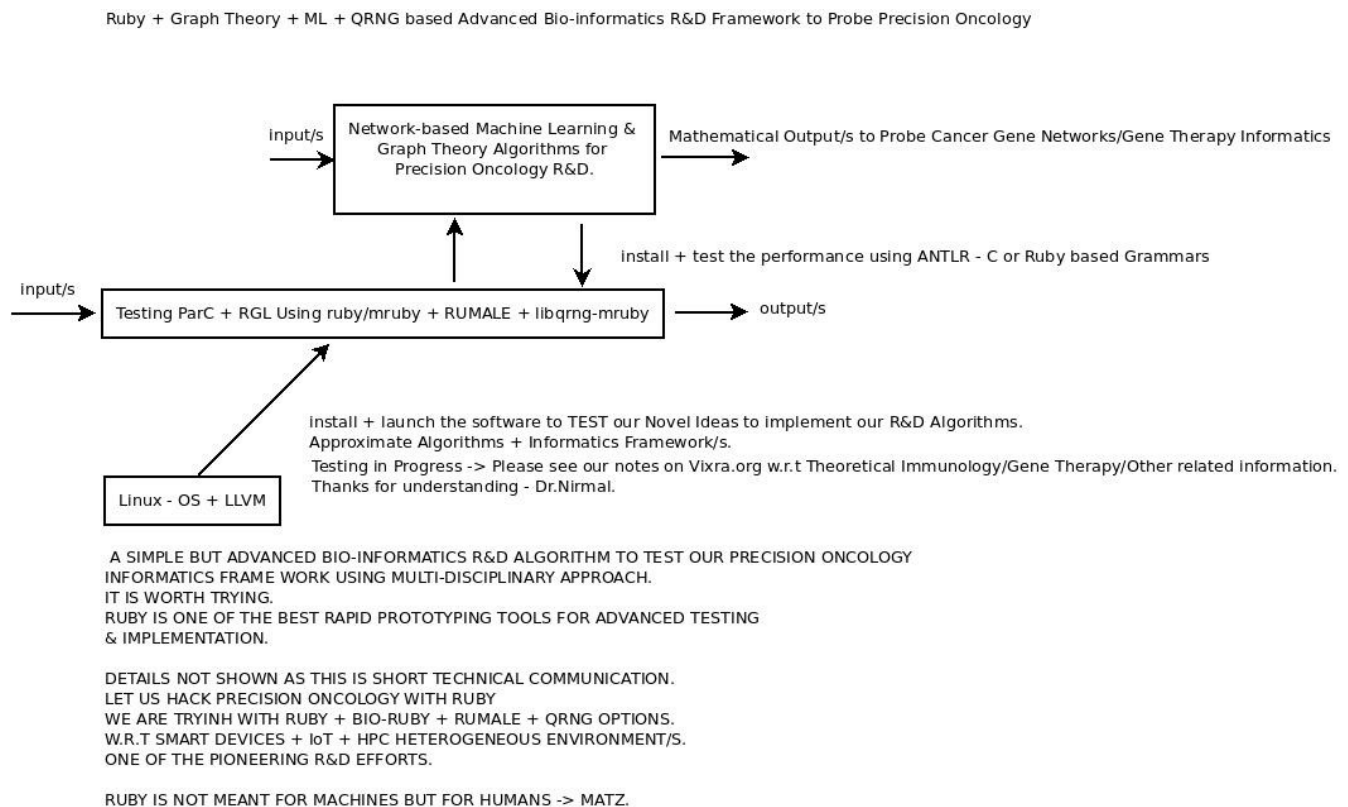 Ruby + Graph Theory + ML + QRNG based Advanced Bio-informatics R&D Framework to Probe Precision Oncology
input/s
Network-based Machine Learning &
Graph Theory Algorithms for
Precision Oncology R&D.
Mathematical Output/s to Probe Cancer Gene Networks/Gene Therapy Informatics
install + test the performance using ANTLR - C or Ruby based Grammars
input/s
Testing ParC + RGL Using ruby/mruby + RUMALE + libqrng-mruby
output/s
install + launch the software to TEST our Novel Ideas to implement our R&D Algorithms.
Approximate Algorithms + Informatics Framework/s.
Testing in Progress -> Please see our notes on Vixra.org w.r.t Theoretical Immunology/Gene Therapy/Other related information.
Thanks for understanding - Dr.Nirmal.
Linux - OS + LLVM
A SIMPLE BUT ADVANCED BIO-INFORMATICS R&D ALGORITHM TO TEST OUR PRECISION ONCOLOGY
INFORMATICS FRAME WORK USING MULTI-DISCIPLINARY APPROACH.
IT IS WORTH TRYING.
RUBY IS ONE OF THE BEST RAPID PROTOTYPING TOOLS FOR ADVANCED TESTING
& IMPLEMENTATION.
DETAILS NOT SHOWN AS THIS IS SHORT TECHNICAL COMMUNICATION.
LET US HACK PRECISION ONCOLOGY WITH RUBY
WE ARE TRYINH WITH RUBY + BIO-RUBY + RUMALE + QRNG OPTIONS.
W.R.T SMART DEVICES + IoT + HPC HETEROGENEOUS ENVIRONMENT/S.
ONE OF THE PIONEERING R&D EFFORTS.
RUBY IS NOT MEANT FOR MACHINES BUT FOR HUMANS -> MATZ.